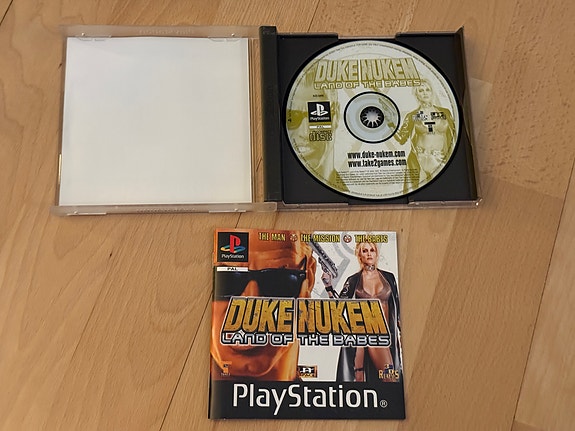 DUKE NUKEM
LAND OF THE BABES
PlayStation
PAL
www.duke-nukem.com
www.take2games.com
THE MAN THE MISSION THE BABES
PlayStation
PAL
DUKE NUKEM
LAND OF THE BABES
PlayStation®